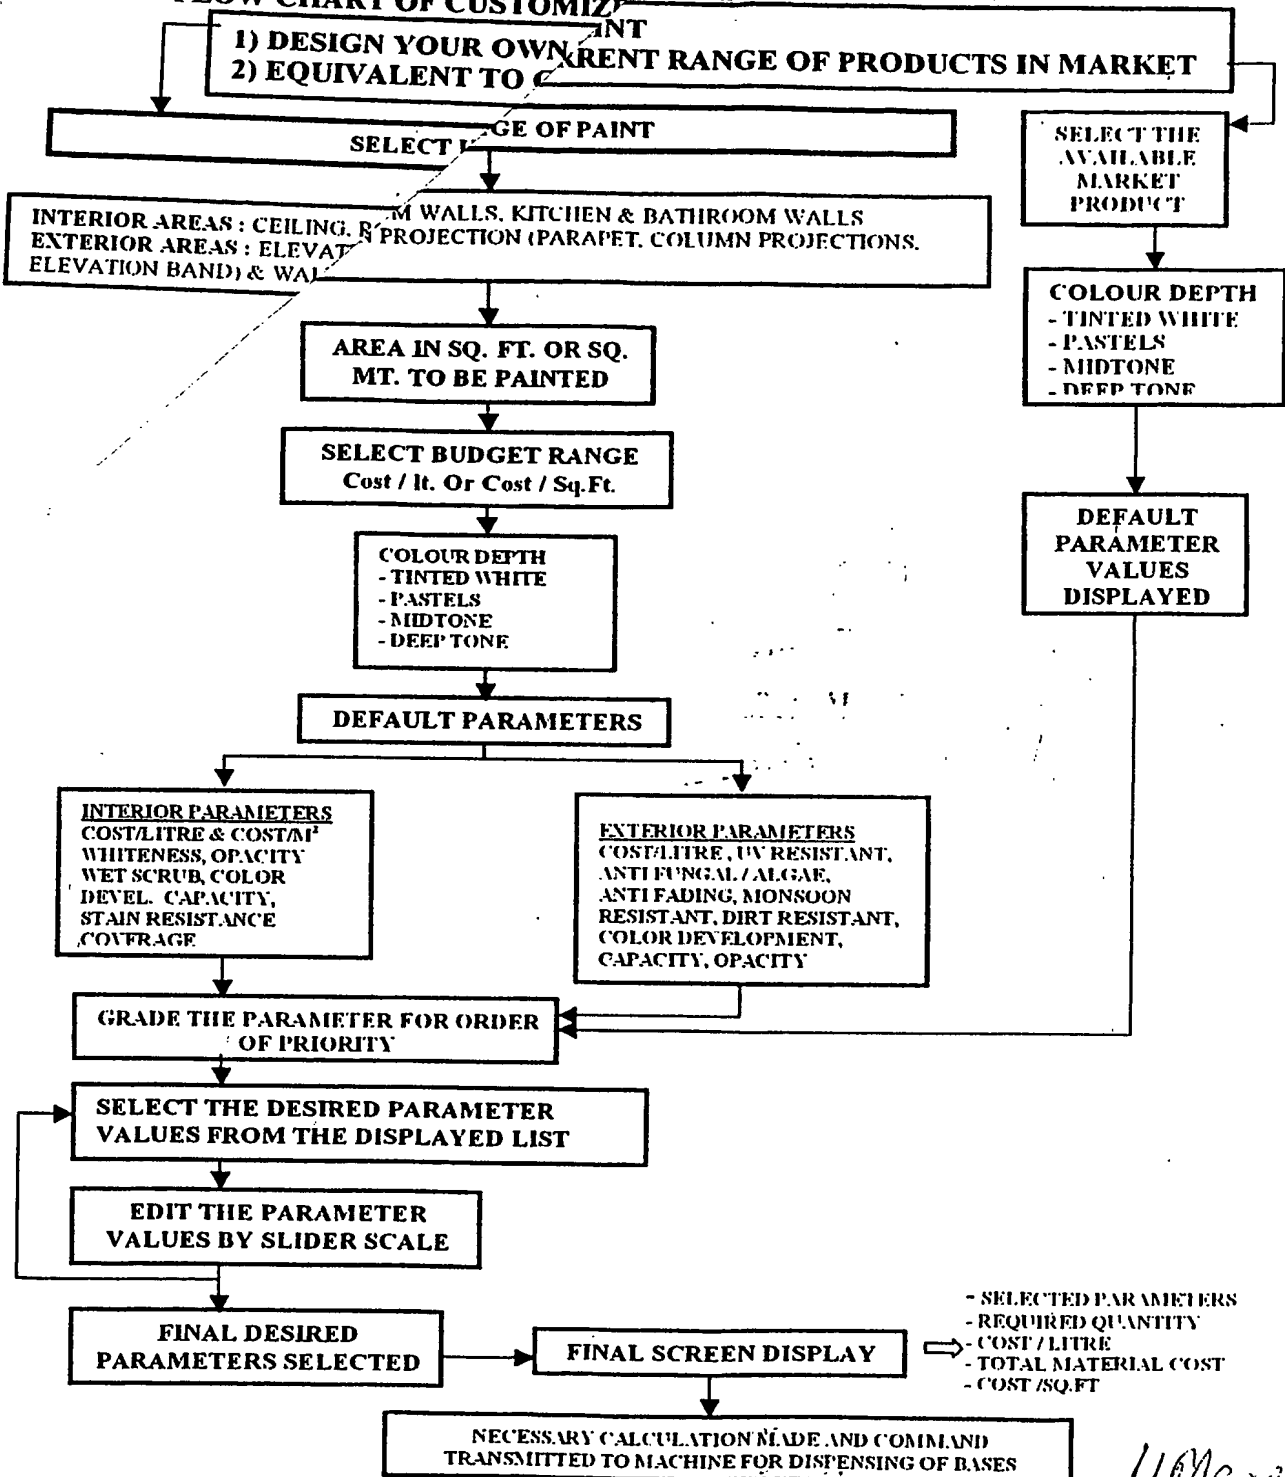 FLOW CHART OF
1) DESIGN YOUR OWN
2) EQUIVALENT TO RANGE OF PRODUCTS IN MARKET
SELECT OF PAINT
INTERIOR AREAS : CEILING, WALLS, KITCHEN & BATHROOM WALLS
EXTERIOR AREAS : PROJECTION (PARAPET, COLUMN PROJECTIONS,
ELEVATION BAND) &
AREA IN SQ. FT. OR SQ.
MT. TO BE PAINTED
SELECT BUDGET RANGE
Cost / lt. Or Cost / Sq.Ft.
COLOUR DEPTH
- TINTED WHITE
- PASTELS
- MIDTONE
- DEEP TONE
DEFAULT PARAMETERS
INTERIOR PARAMETERS
COST/LITRE & COST/M²
WHITENESS, OPACITY
WET SCRUB, COLOR
DEVEL. CAPACITY,
STAIN RESISTANCE
COVERAGE
EXTERIOR PARAMETERS
COST/LITRE, UV RESISTANT,
ANTI FUNGAL / ALGAE,
ANTI FADING, MONSOON
RESISTANT, DIRT RESISTANT,
COLOR DEVELOPMENT,
CAPACITY, OPACITY
SELECT THE
AVAILABLE
MARKET
PRODUCT
COLOUR DEPTH
- TINTED WHITE
- PASTELS
- MIDTONE
- DEEP TONE
DEFAULT
PARAMETER
VALUES
DISPLAYED
GRADE THE PARAMETER FOR ORDER
OF PRIORITY
SELECT THE DESIRED PARAMETER
VALUES FROM THE DISPLAYED LIST
EDIT THE PARAMETER
VALUES BY SLIDER SCALE
FINAL DESIRED
PARAMETERS SELECTED
FINAL SCREEN DISPLAY
- SELECTED PARAMETERS
- REQUIRED QUANTITY
- COST / LITRE
- TOTAL MATERIAL COST
- COST /SQ.FT
NECESSARY CALCULATION MADE AND COMMAND
TRANSMITTED TO MACHINE FOR DISPENSING OF BASES